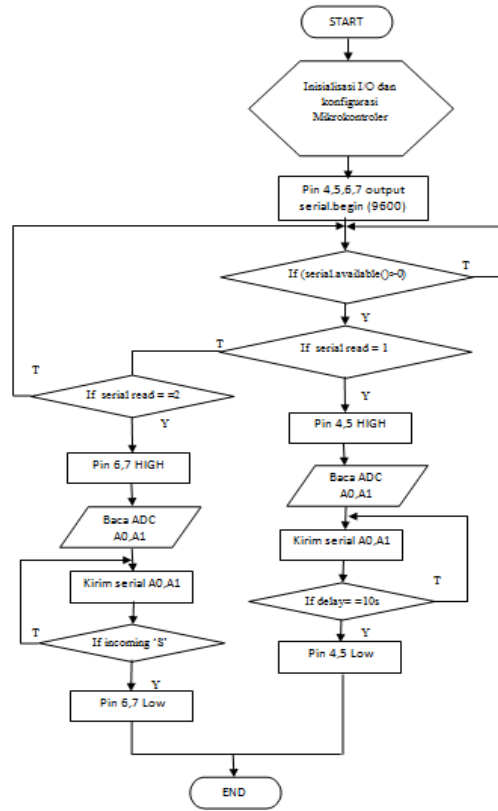 START
Inisialisasi I/O dan
konfigurasi
Mikrokontroler
Pin 4,5,6,7 output
serial.begin (9600)
If (serial.available()>-0)
T
Y
If serial read = 1
T
Y
If serial read = =2
T
Y
Pin 4,5 HIGH
Pin 6,7 HIGH
Baca ADC
A0,A1
Baca ADC
A0,A1
Kirim serial A0,A1
Kirim serial A0,A1
If delay= =10s
T
Y
If incoming ‘S’
T
Y
Pin 4,5 Low
Pin 6,7 Low
END